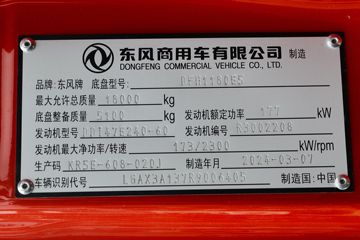 东风商用车有限公司 制造
DONGFENG COMMERCIAL VEHICLE CO., LTD.
品牌: 东风牌 底盘型号: DFH1180E5
最大允许总质量 18000 kg
底盘整备质量 5100 kg 发动机额定功率 177 kW
发动机型号 DDI47E240-60 发动机编号 R3002208
发动机最大净功率/转速 173/2300 kW/rpm
生产码 KR5E-608-020J 制造年月 2024-03-07
车辆识别代号 LGAX3A137R9006405 制造国: 中国